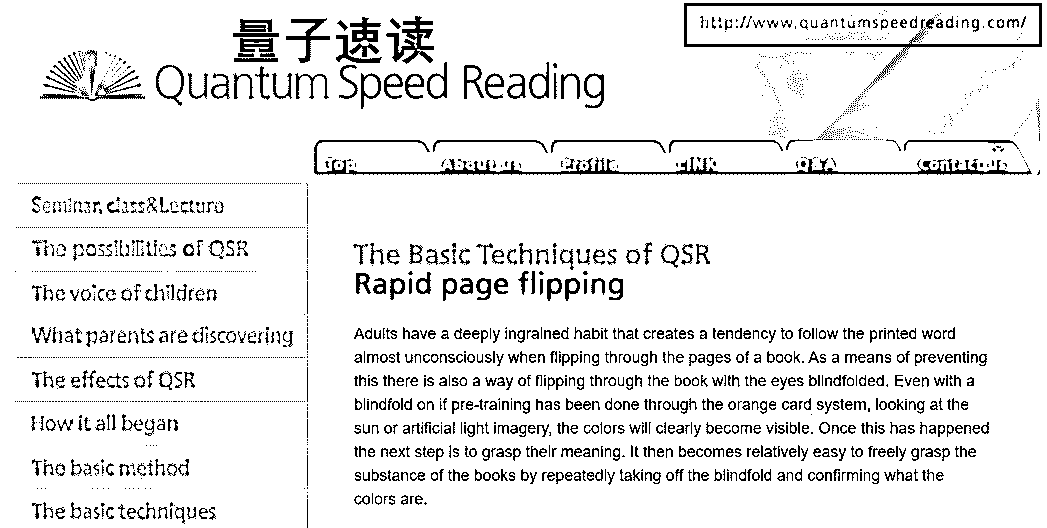 http://www.quantumspeedreading.com/
量子速读
Quantum Speed Reading
TOP
About us
Profile
LINK
Q&A
Contact us
Seminar, class&Lecture
The possibilities of QSR
The voice of children
What parents are discovering
The effects of QSR
How it all began
The basic method
The basic techniques
The Basic Techniques of QSR
Rapid page flipping
Adults have a deeply ingrained habit that creates a tendency to follow the printed word
almost unconsciously when flipping through the pages of a book. As a means of preventing
this there is also a way of flipping through the book with the eyes blindfolded. Even with a
blindfold on if pre-training has been done through the orange card system, looking at the
sun or artificial light imagery, the colors will clearly become visible. Once this has happened
the next step is to grasp their meaning. It then becomes relatively easy to freely grasp the
substance of the books by repeatedly taking off the blindfold and confirming what the
colors are.